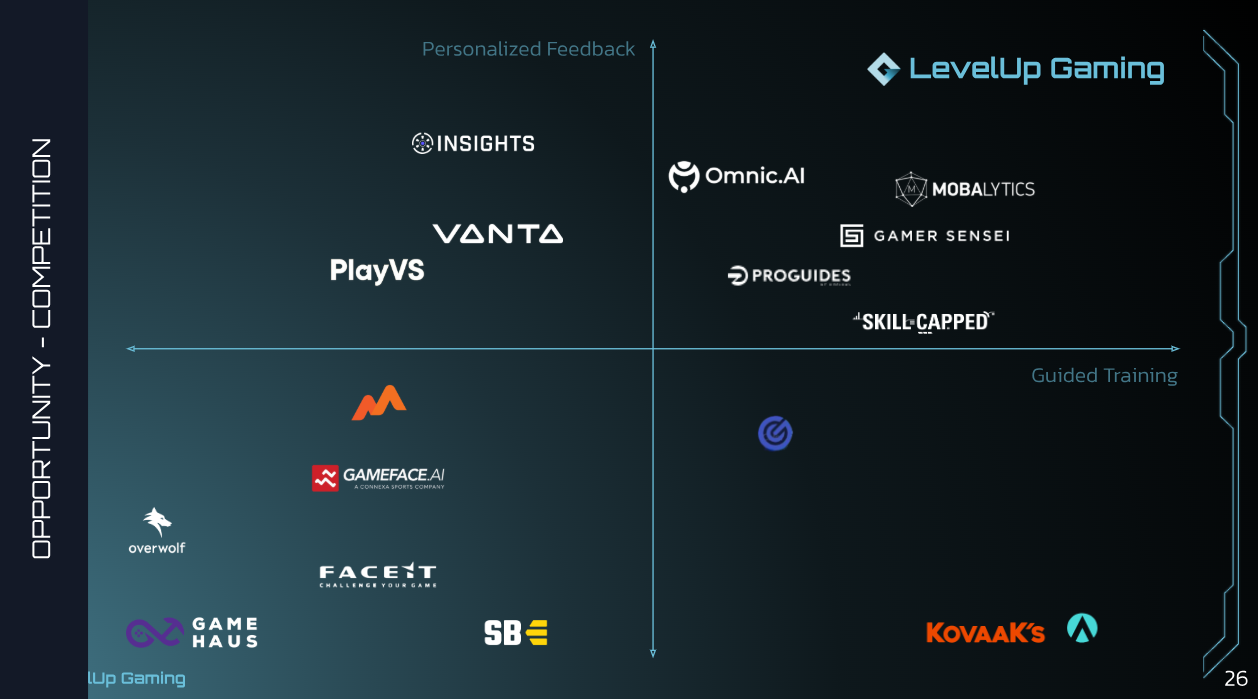 OPPORTUNITY - COMPETITION
Personalized Feedback
LevelUp Gaming
INSIGHTS
Omnic.AI
MOBALYTICS
VANTA
GAMER SENSEI
PlayVS
PROGUIDES
SKILL CAPPED
Guided Training
GAMEFACE.AI
A CONNEXA SPORTS COMPANY
overwolf
FACEIT
CHALLENGE YOUR GAME
GAME
HAUS
SB
KOVAAK'S
lUp Gaming
26